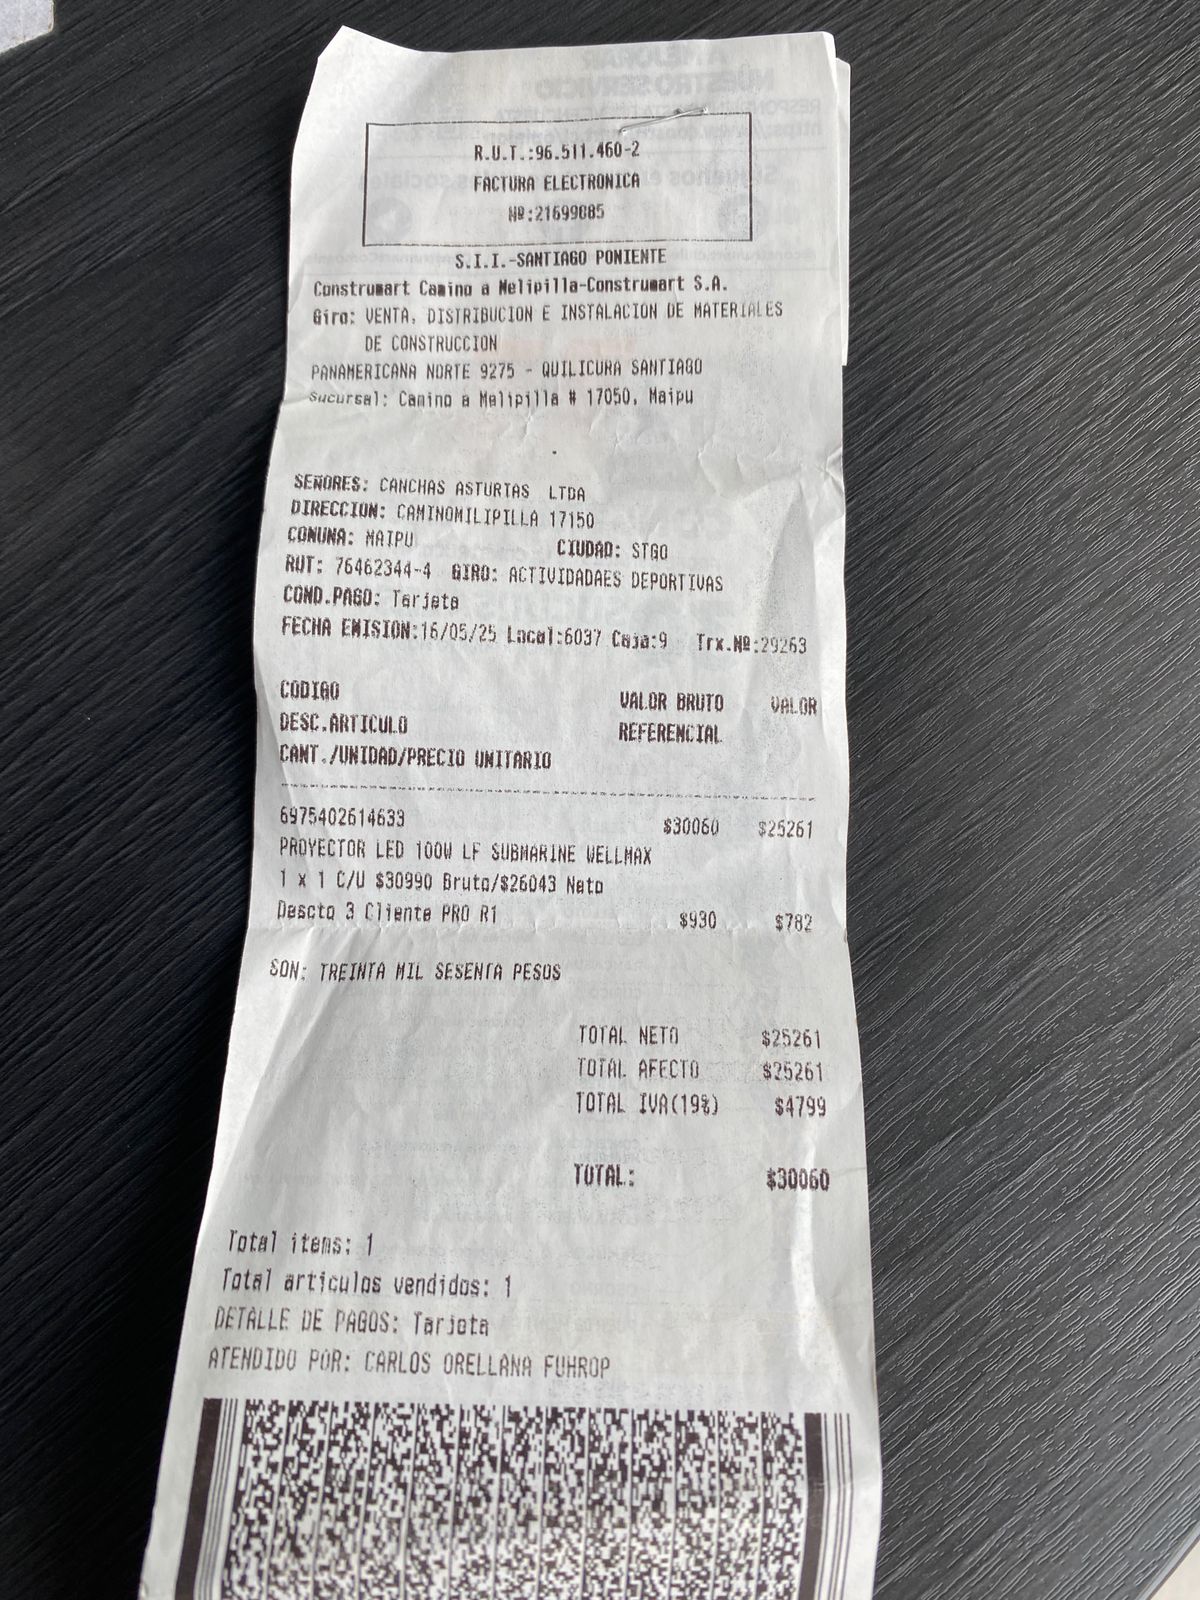 R.U.T.:96.511.460-2
FACTURA ELECTRONICA
Nº:21699885
S.I.I.-SANTIAGO PONIENTE
Construmart Camino a Melipilla-Construmart S.A.
Giro: VENTA, DISTRIBUCION E INSTALACION DE MATERIALES
DE CONSTRUCCION
PANAMERICANA NORTE 9275 - QUILICURA SANTIAGO
Sucursal: Camino a Melipilla # 17050, Maipu
SEÑORES: CANCHAS ASTURIAS LTDA
DIRECCION: CAMINOMILIPILLA 17150
COMUNA: MAIPU CIUDAD: STGO
RUT: 76462344-4 GIRO: ACTIVIDADAES DEPORTIVAS
COND.PAGO: Tarjeta
FECHA EMISION:16/05/25 Local:6037 Caja:9 Trx.Nº:29263
CODIGO VALOR BRUTO VALOR
DESC.ARTICULO REFERENCIAL
CANT./UNIDAD/PRECIO UNITARIO
6975402614633 $30060 $25261
PROYECTOR LED 100W LF SUBMARINE WELLMAX
1 x 1 C/U $30990 Bruto/$26043 Neto
Descto 3 Cliente PRO R1 $930 $782
SON: TREINTA MIL SESENTA PESOS
TOTAL NETO $25261
TOTAL AFECTO $25261
TOTAL IVA(19%) $4799
TOTAL: $30060
Total items: 1
Total articulos vendidos: 1
DETALLE DE PAGOS: Tarjeta
ATENDIDO POR: CARLOS ORELLANA FUHROP